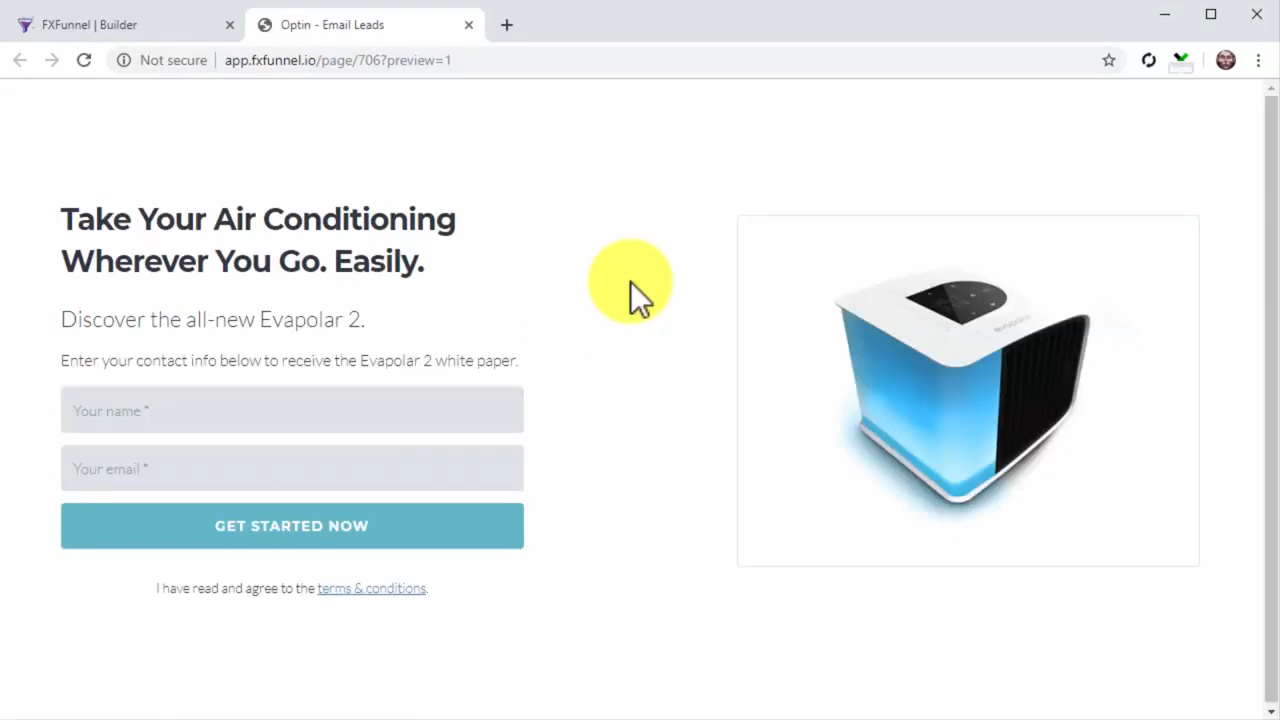 FXFunnel | Builder
Optin - Email Leads
Not secure
app.fxfunnel.io/page/706?preview=1
Take Your Air Conditioning
Wherever You Go. Easily.
Discover the all-new Evapolar 2.
Enter your contact info below to receive the Evapolar 2 white paper.
Your name *
Your email *
GET STARTED NOW
I have read and agree to the terms & conditions.